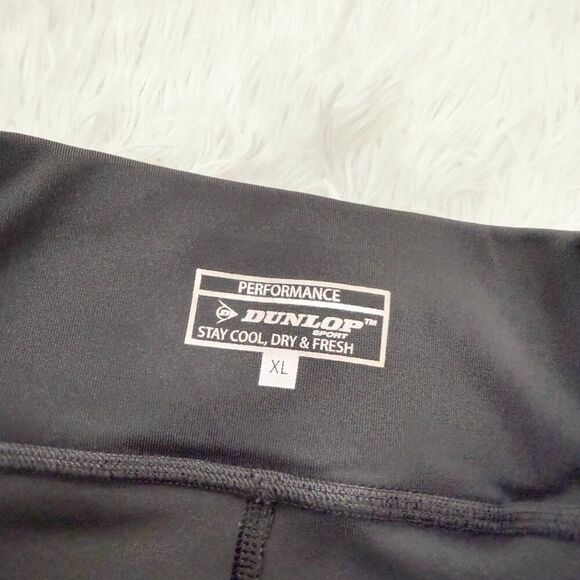 PERFORMANCE
D DUNLOP™
SPORT
STAY COOL, DRY & FRESH
XL